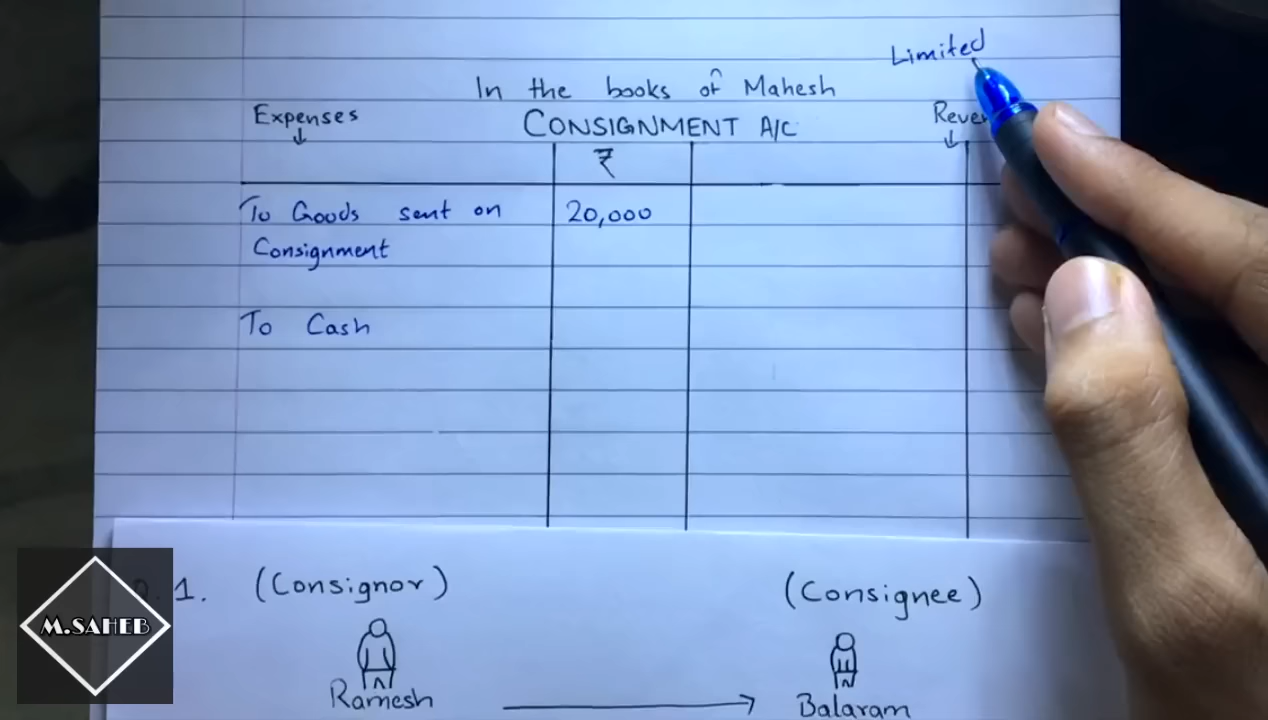 Limited
In the books of Mahesh
Expenses
CONSIGNMENT A/C
₹
To Goods sent on 20,000
Consignment
To Cash
1. (Consignor) (Consignee)
M.SAHEB
Ramesh
Balaram